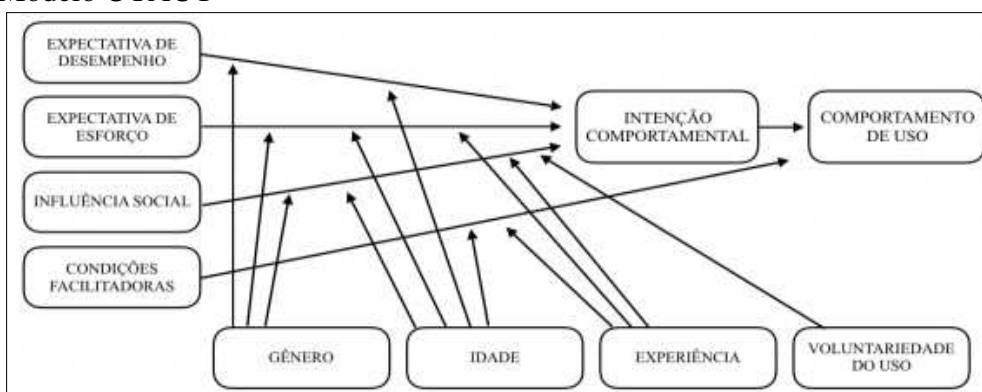 Modelo UTAUT
EXPECTATIVA DE
DESEMPENHO
EXPECTATIVA DE
ESFORÇO
INFLUÊNCIA SOCIAL
CONDIÇÕES
FACILITADORAS
INTENÇÃO
COMPORTAMENTAL
COMPORTAMENTO
DE USO
GÊNERO
IDADE
EXPERIÊNCIA
VOLUNTARIEDADE
DO USO